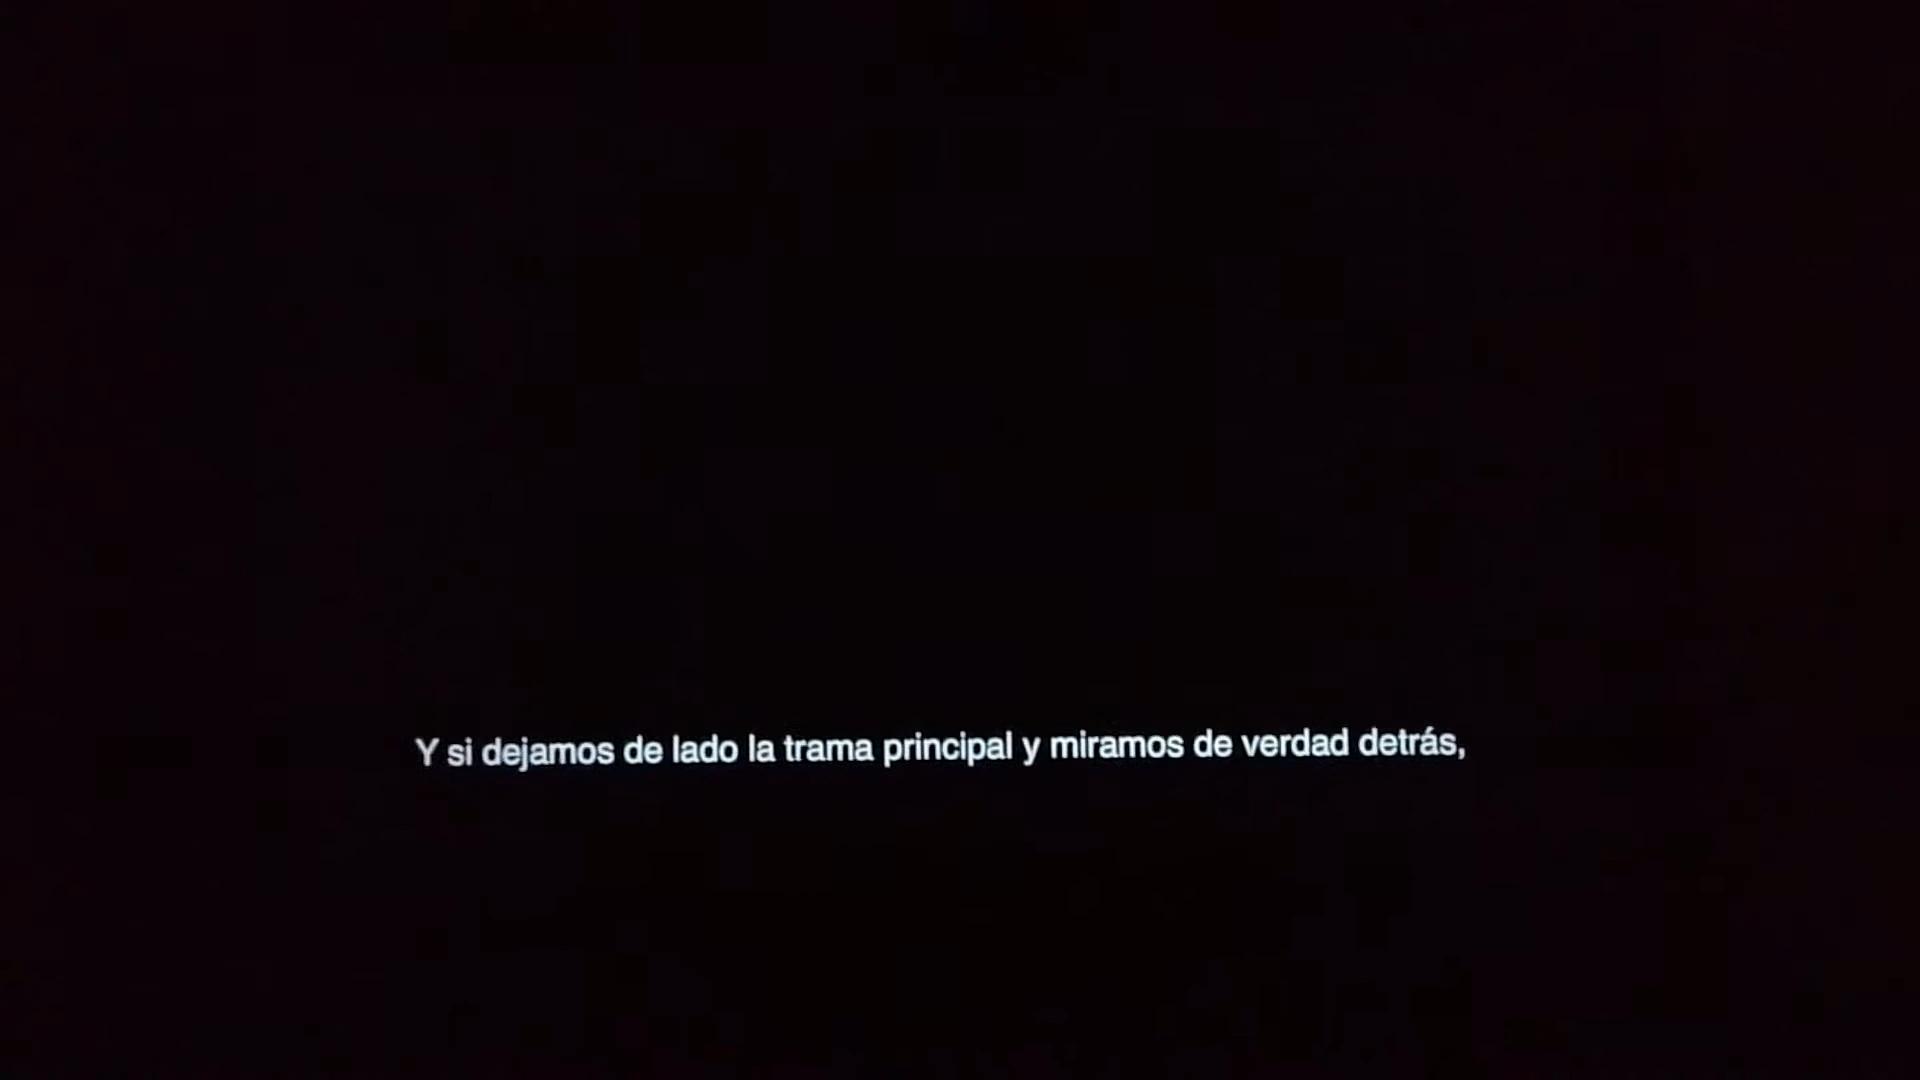 Y si dejamos de lado la trama principal y miramos de verdad detrás,